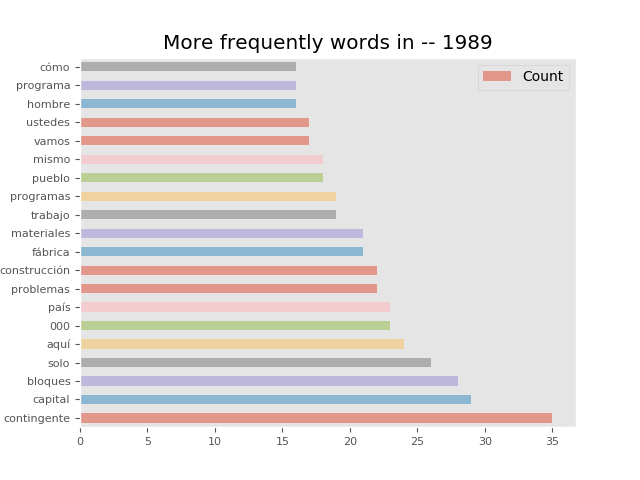 More frequently words in -- 1989
Count
cómo
programa
hombre
ustedes
vamos
mismo
pueblo
programas
trabajo
materiales
fábrica
construcción
problemas
país
000
aquí
solo
bloques
capital
contingente
0 5 10 15 20 25 30 35